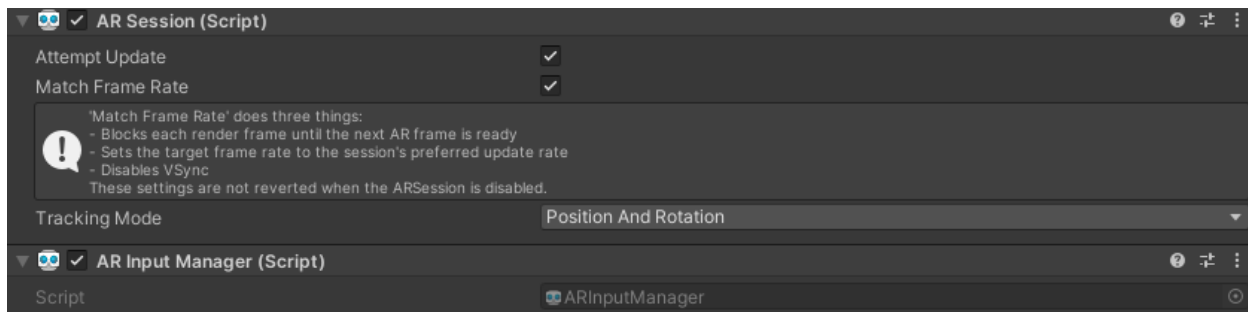 AR Session (Script)
Attempt Update
Match Frame Rate
'Match Frame Rate' does three things:
- Blocks each render frame until the next AR frame is ready
- Sets the target frame rate to the session's preferred update rate
- Disables VSync
These settings are not reverted when the ARSession is disabled.
Tracking Mode Position And Rotation
AR Input Manager (Script)
Script ARInputManager